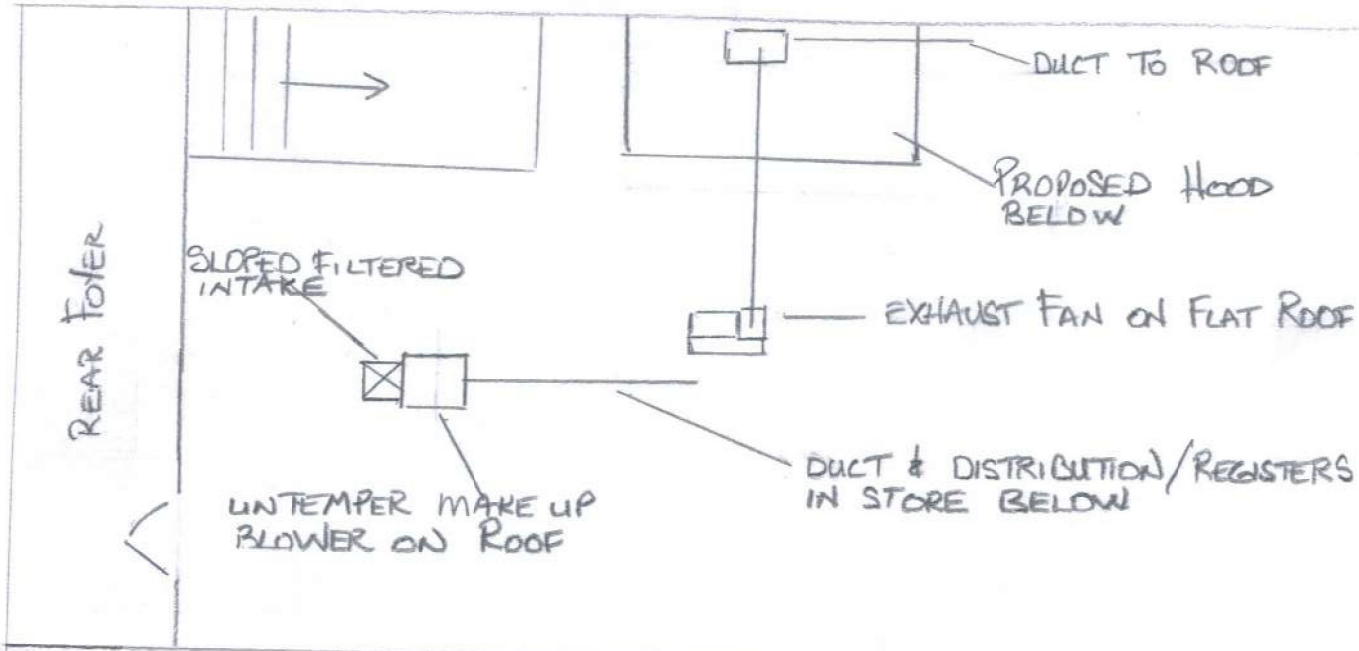 DUCT TO ROOF
PROPOSED HOOD
BELOW
REAR FOYER
SLOPED FILTERED
INTAKE
EXHAUST FAN ON FLAT ROOF
DUCT & DISTRIBUTION/REGISTERS
IN STORE BELOW
UNTEMPER MAKE UP
BLOWER ON ROOF